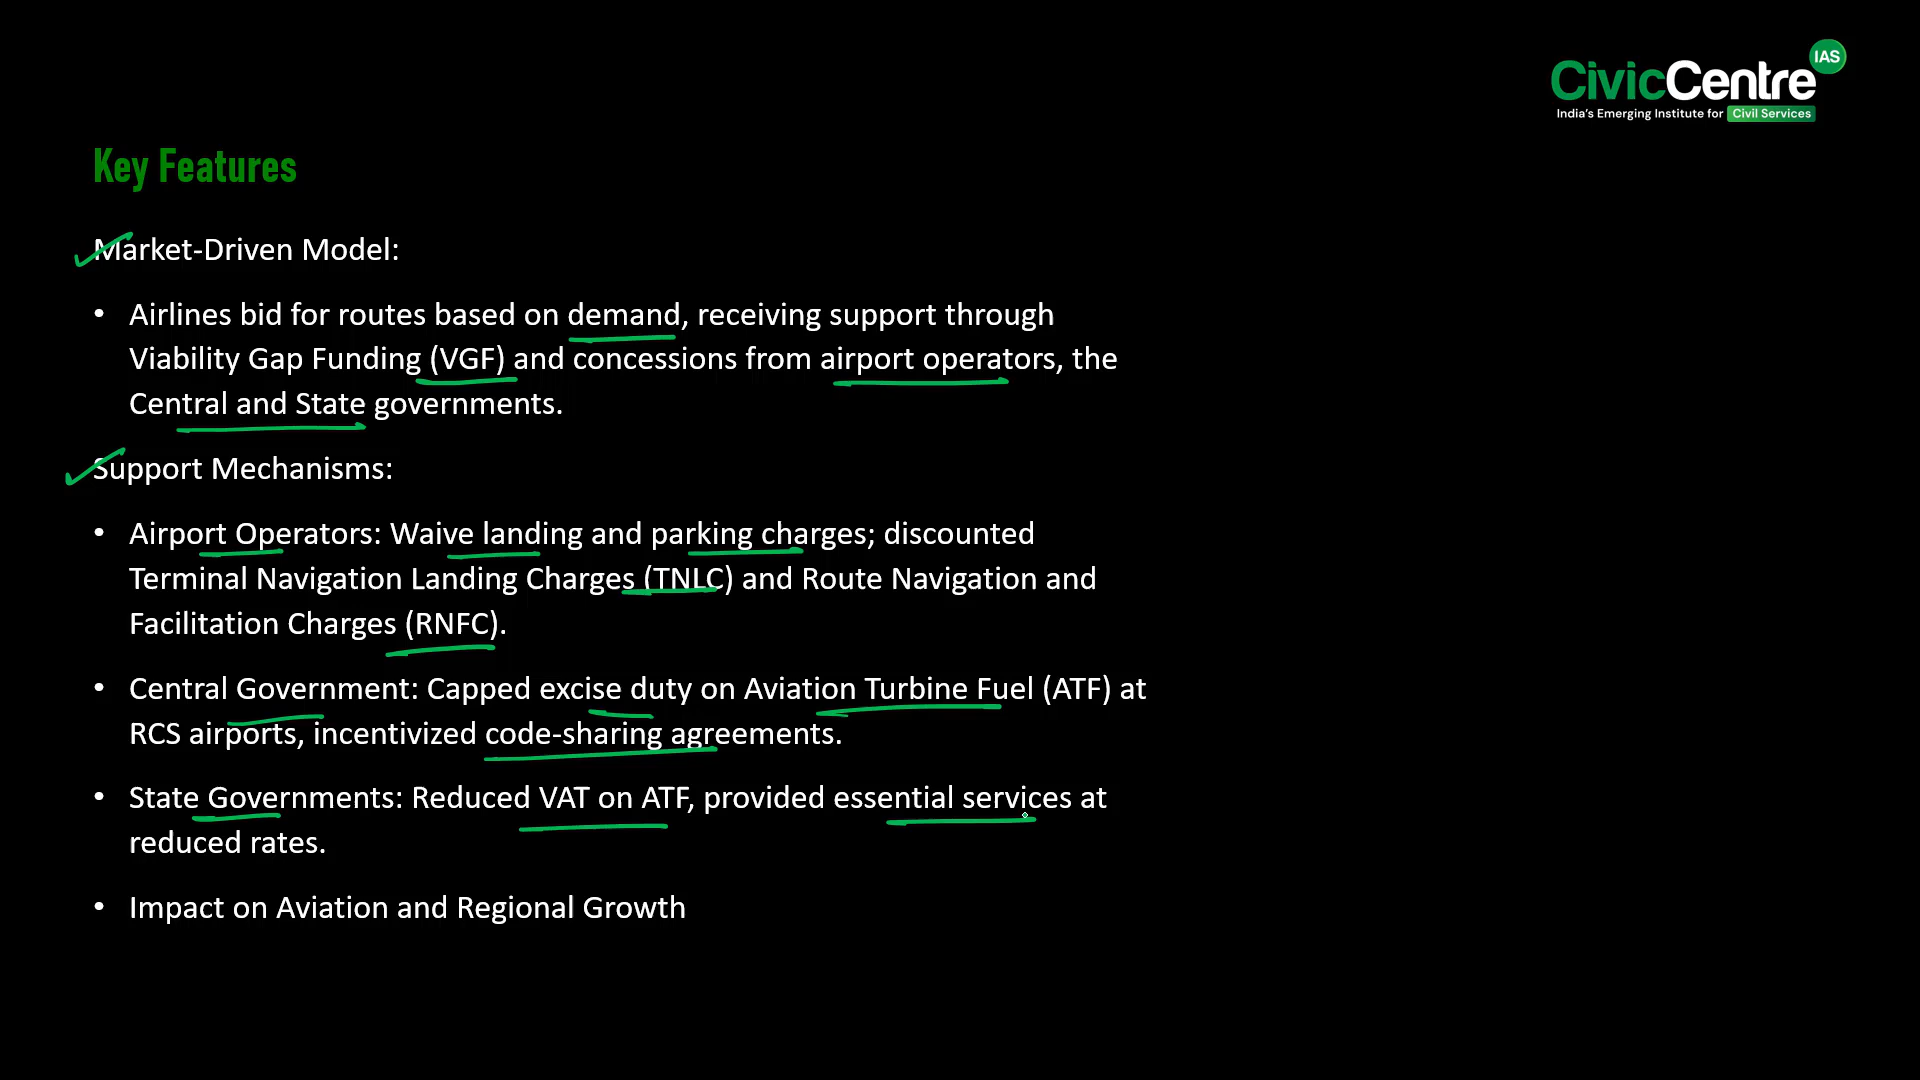 IAS
CivicCentre
India's Emerging Institute for Civil Services
Key Features
Market-Driven Model:
• Airlines bid for routes based on demand, receiving support through
Viability Gap Funding (VGF) and concessions from airport operators, the
Central and State governments.
Support Mechanisms:
• Airport Operators: Waive landing and parking charges; discounted
Terminal Navigation Landing Charges (TNLC) and Route Navigation and
Facilitation Charges (RNFC).
• Central Government: Capped excise duty on Aviation Turbine Fuel (ATF) at
RCS airports, incentivized code-sharing agreements.
• State Governments: Reduced VAT on ATF, provided essential services at
reduced rates.
• Impact on Aviation and Regional Growth